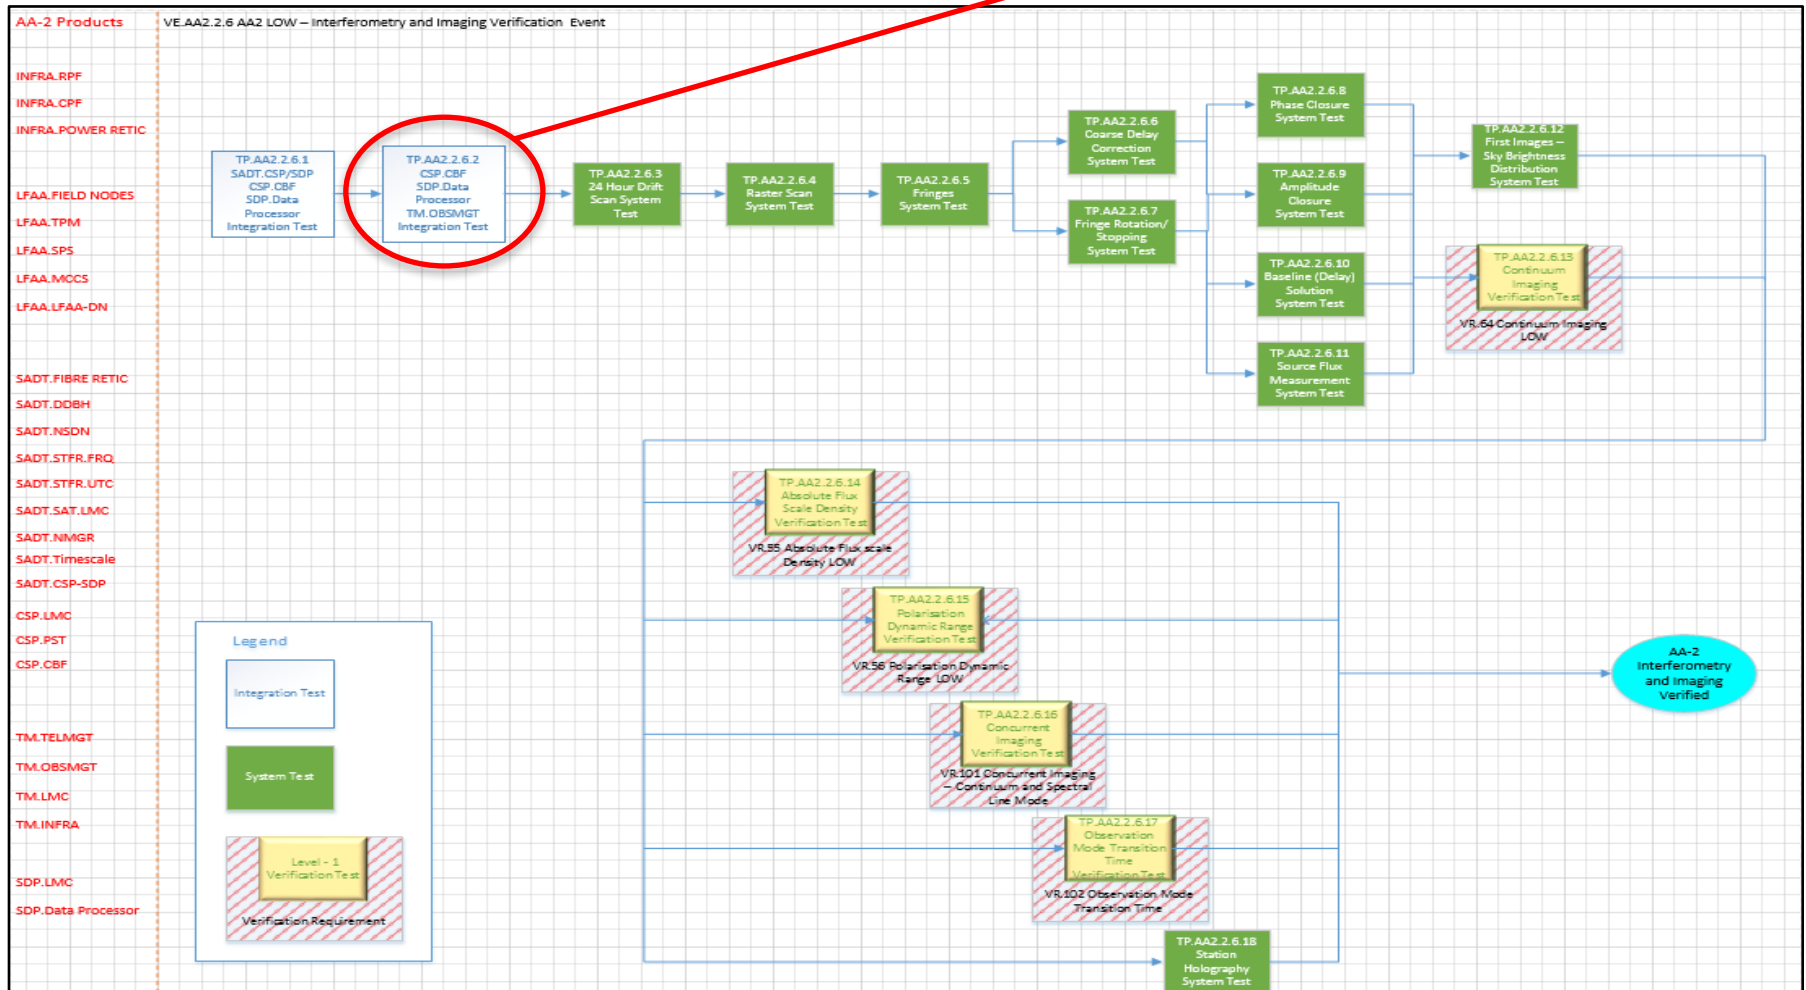 AA-2 Products
VE.AA2.2.6 AA2 LOW – Interferometry and Imaging Verification Event
INFRA.RPF
INFRA.CPF
INFRA.POWER RETIC
LFAA.FIELD NODES
LFAA.TPM
LFAA.SPS
LFAA.MCCS
LFAA.LFAA-DN
SADT.FIBRE RETIC
SADT.DDBH
SADT.NSDN
SADT.STFR.FRQ
SADT.STFR.UTC
SADT.SAT.LMC
SADT.NMGR
SADT.Timescale
SADT.CSP-SDP
CSP.LMC
CSP.PST
CSP.CBF
TM.TELMGT
TM.OBSMGT
TM.LMC
TM.INFRA
SDP.LMC
SDP.Data Processor
TP.AA2.2.6.1
SADT.CSP/SDP
CSP.CBF
SDP.Data
Processor
Integration Test
TP.AA2.2.6.2
CSP.CBF
SDP.Data
Processor
TM.OBSMGT
Integration Test
TP.AA2.2.6.3
24 Hour Drift
Scan System
Test
TP.AA2.2.6.4
Raster Scan
System Test
TP.AA2.2.6.5
Fringes
System Test
TP.AA2.2.6.6
Coarse Delay
Correction
System Test
TP.AA2.2.6.7
Fringe Rotation/
Stopping
System Test
TP.AA2.2.6.8
Phase Closure
System Test
TP.AA2.2.6.9
Amplitude
Closure
System Test
TP.AA2.2.6.10
Baseline (Delay)
Solution
System Test
TP.AA2.2.6.11
Source Flux
Measurement
System Test
TP.AA2.2.6.12
First Images –
Sky Brightness
Distribution
System Test
TP.AA2.2.6.13
Continuum
Imaging
Verification Test
VR.64 Continuum Imaging
LOW
TP.AA2.2.6.14
Absolute Flux
Scale Density
Verification Test
VR.55 Absolute Flux scale
Density LOW
TP.AA2.2.6.15
Polarisation
Dynamic Range
Verification Test
VR.56 Polarisation Dynamic
Range LOW
TP.AA2.2.6.16
Concurrent
Imaging
Verification Test
VR.101 Concurrent Imaging
– Continuum and Spectral
Line Mode
TP.AA2.2.6.17
Observation
Mode Transition
Time
Verification Test
VR.102 Observation Mode
Transition Time
TP.AA2.2.6.18
Station
Holography
System Test
AA-2
Interferometry
and Imaging
Verified
Legend
Integration Test
System Test
Level - 1
Verification Test
Verification Requirement